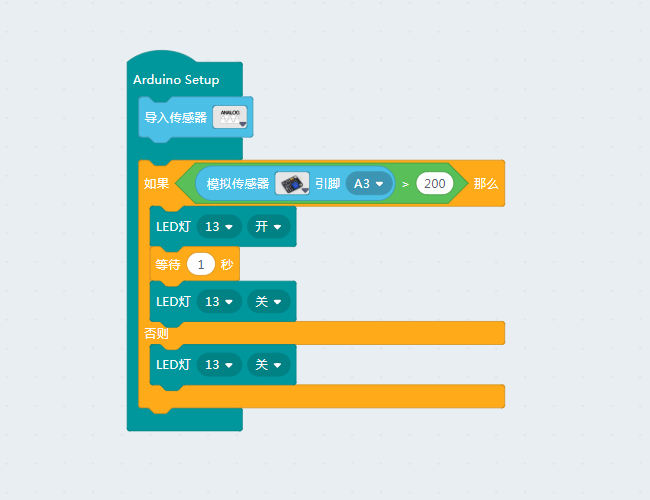 Arduino Setup
导入传感器 ANALOG
如果 模拟传感器 引脚 A3 > 200 那么
LED灯 13 开
等待 1 秒
LED灯 13 关
否则
LED灯 13 关